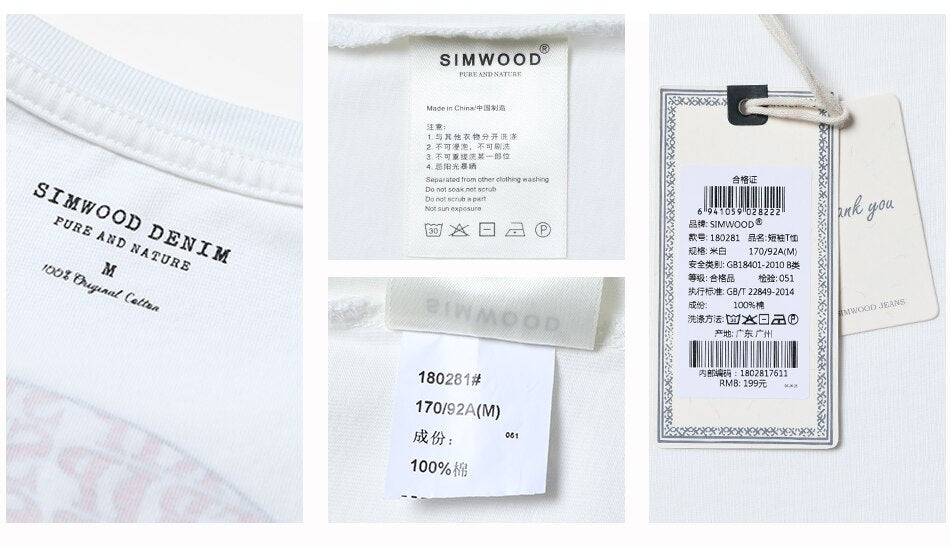 SIMWOOD DENIM
PURE AND NATURE
M
100% Original Cotton
SIMWOOD®
PURE AND NATURE
Made in China/中国制造
注意:
1.与其他衣物分开洗涤
2.不可浸泡,不可刷洗
3.不可重搓洗某一部位
4.忌阳光暴晒
Separated from other clothing washing
Do not soak,not scrub
Do not scrub a part
Not sun exposure
30
P
SIMWOOD
180281#
170/92A(M)
成份:
061
100%棉
合格证
6 941059 028222
品牌: SIMWOOD®
款号: 180281 品名: 短袖T恤
规格: 米白 170/92A(M)
安全类别: GB18401-2010 B类
等级: 合格品 检验: 051
执行标准: GB/T 22849-2014
成份: 100%棉
洗涤方法:
产地: 广东 广州
内部编码: 1802817611
RMB: 199元
ank you
SIMWOOD JEANS